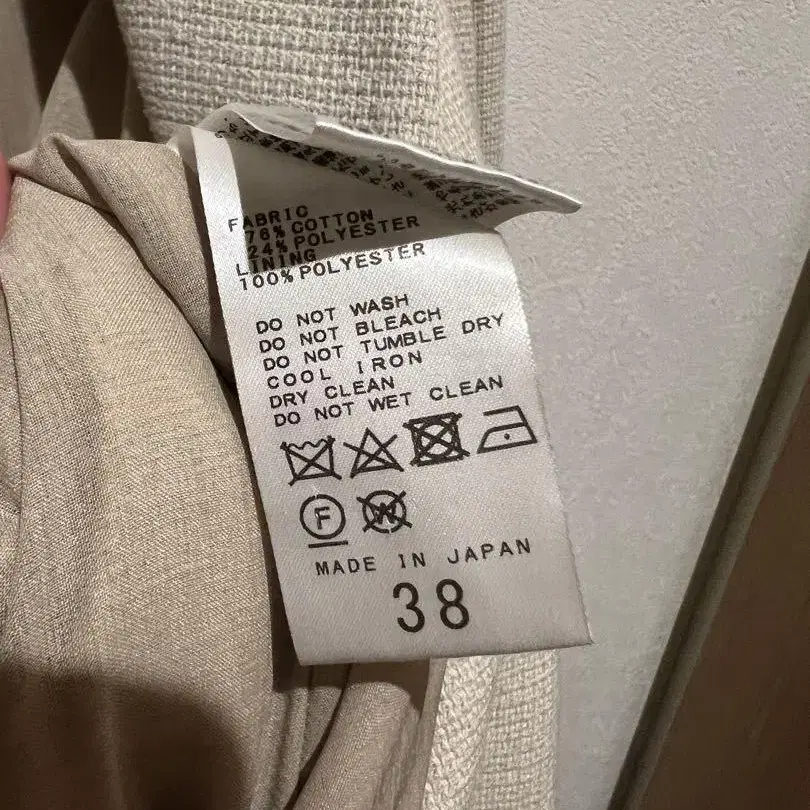 FABRIC
76% COTTON
24% POLYESTER
LINING
100% POLYESTER
DO NOT WASH
DO NOT BLEACH
DO NOT TUMBLE DRY
COOL IRON
DRY CLEAN
DO NOT WET CLEAN
F W
MADE IN JAPAN
38